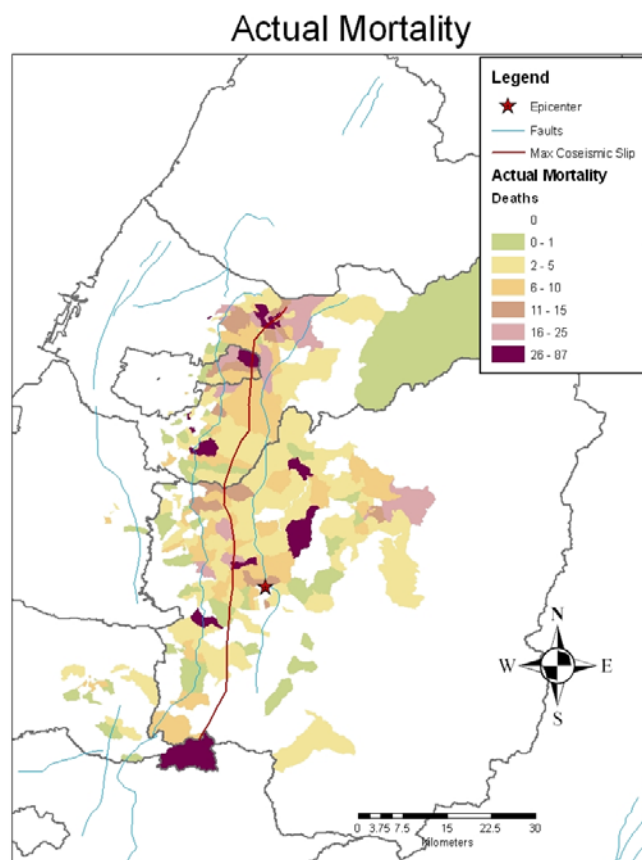 Actual Mortality
Legend
Epicenter
Faults
Max Coseismic Slip
Actual Mortality
Deaths
0
0 - 1
2 - 5
6 - 10
11 - 15
16 - 25
26 - 87
N
W E
S
0 3.75 7.5 15 22.5 30
Kilometers